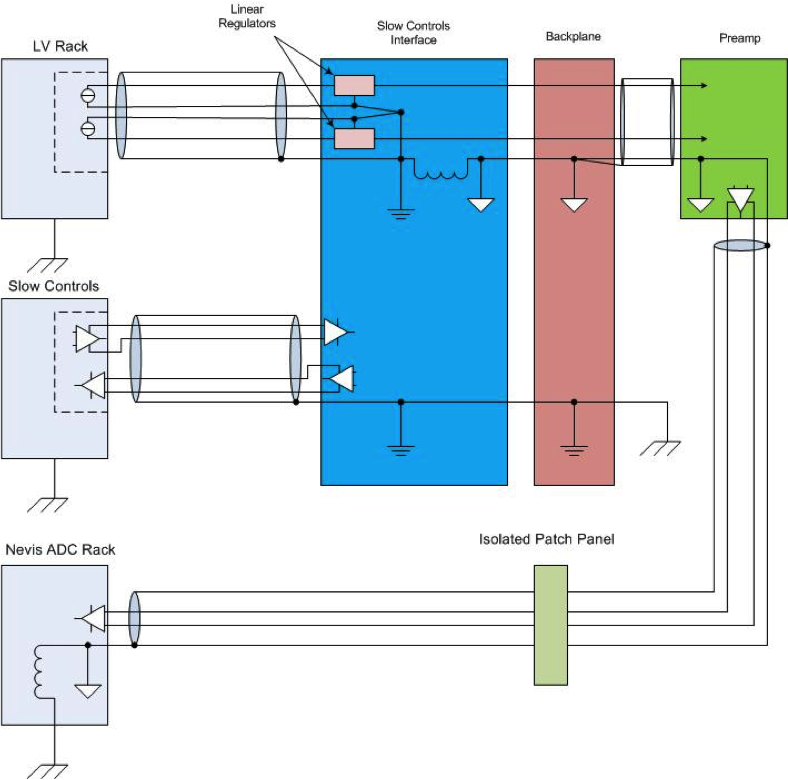 Linear
Regulators
LV Rack
Slow Controls
Interface
Backplane
Preamp
Slow Controls
Nevis ADC Rack
Isolated Patch Panel